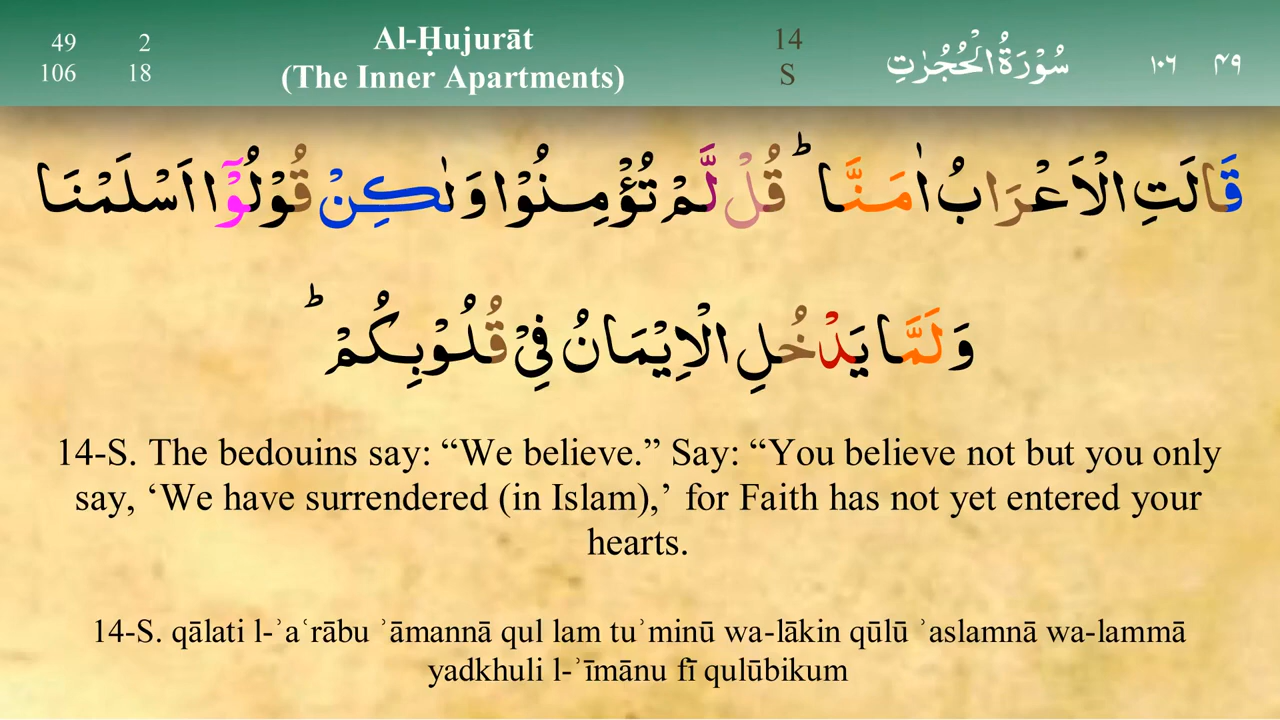 49 2 Al-Ḥujurāt 14 سُوْرَةُ الْحُجُرٰتِ ١٠٦ ۴۹
106 18 (The Inner Apartments) S
قَالَتِ الْاَعْرَابُ اٰمَنَّا ؕ قُلْ لَّمْ تُؤْمِنُوْا وَلٰكِنْ قُوْلُوْۤا اَسْلَمْنَا
وَلَمَّا يَدْخُلِ الْاِيْمَانُ فِيْ قُلُوْبِكُمْ ؕ
14-S. The bedouins say: “We believe.” Say: “You believe not but you only
say, ‘We have surrendered (in Islam),’ for Faith has not yet entered your
hearts.
14-S. qālati l-ʾaʿrābu ʾāmannā qul lam tuʾminū wa-lākin qūlū ʾaslamnā wa-lammā
yadkhuli l-ʾīmānu fī qulūbikum